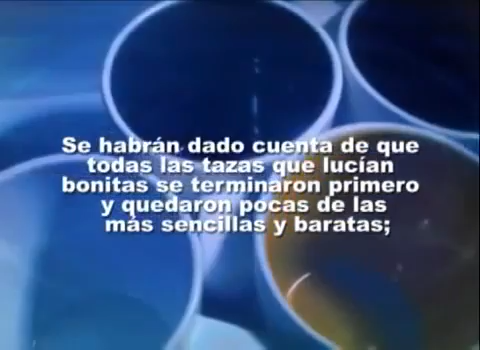 Se habrán dado cuenta de que
todas las tazas que lucían
bonitas se terminaron primero
y quedaron pocas de las
más sencillas y baratas;